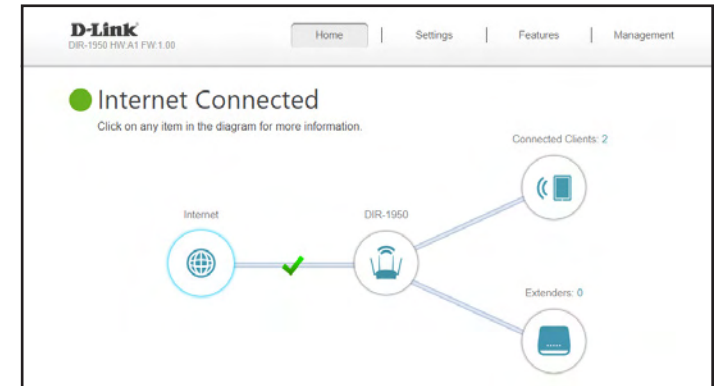 D-Link
DIR-1950 HW:A1 FW:1.00
Home | Settings | Features | Management
Internet Connected
Click on any item in the diagram for more information.
Connected Clients: 2
Internet
DIR-1950
Extenders: 0